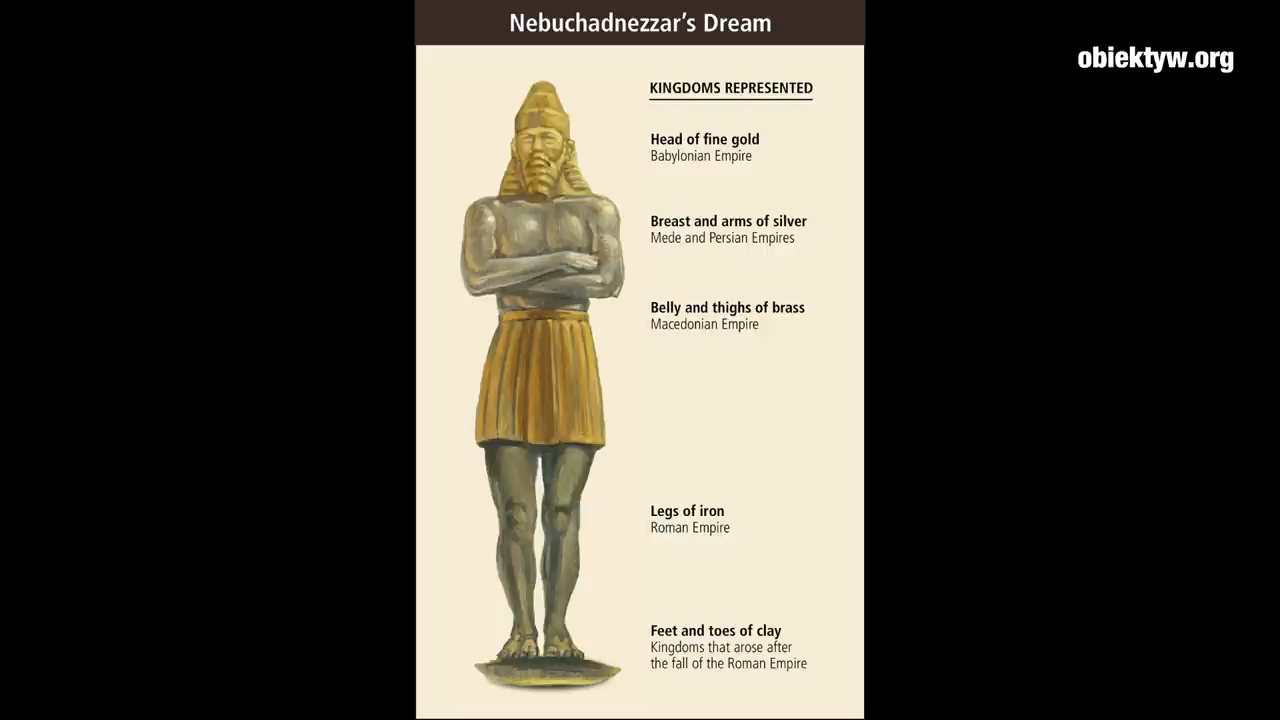 Nebuchadnezzar's Dream
obiektyw.org
KINGDOMS REPRESENTED
Head of fine gold
Babylonian Empire
Breast and arms of silver
Mede and Persian Empires
Belly and thighs of brass
Macedonian Empire
Legs of iron
Roman Empire
Feet and toes of clay
Kingdoms that arose after
the fall of the Roman Empire